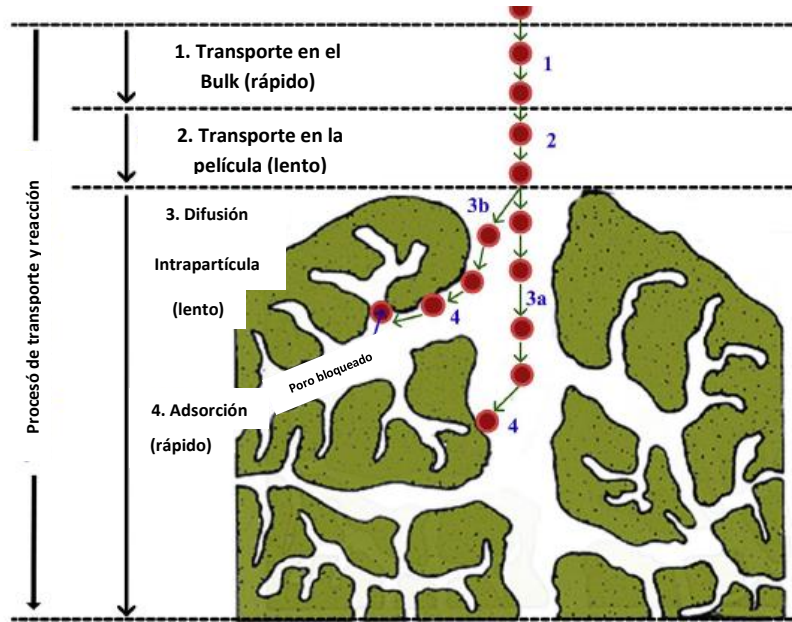 1. Transporte en el
Bulk (rápido)
1
2. Transporte en la
película (lento)
2
3. Difusión
Intrapartícula
(lento)
3b
3a
4
Poro bloqueado
4. Adsorción
(rápido)
4
Procesó de transporte y reacción